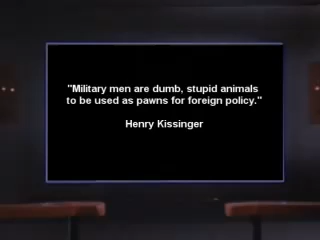 "Military men are dumb, stupid animals
to be used as pawns for foreign policy."
Henry Kissinger